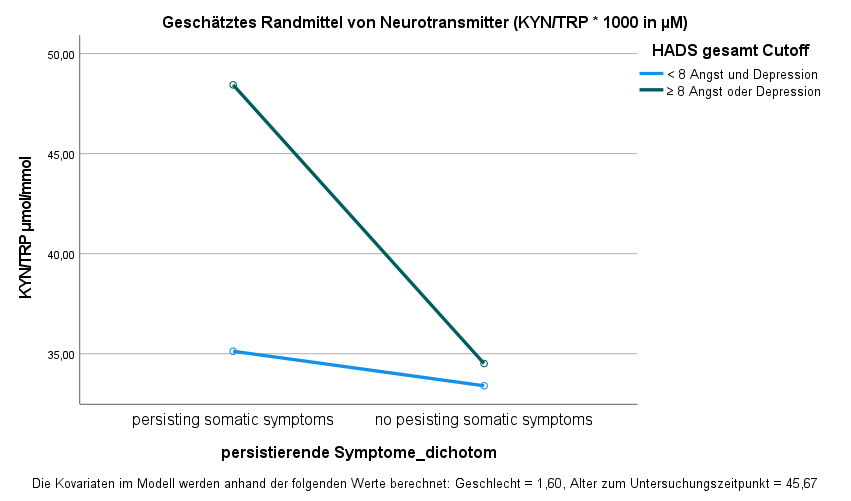 Geschätztes Randmittel von Neurotransmitter (KYN/TRP * 1000 in µM)
HADS gesamt Cutoff
< 8 Angst und Depression
≥ 8 Angst oder Depression
50,00
45,00
40,00
35,00
KYN/TRP µmol/mmol
persisting somatic symptoms
no pesisting somatic symptoms
persistierende Symptome_dichotom
Die Kovariaten im Modell werden anhand der folgenden Werte berechnet: Geschlecht = 1,60, Alter zum Untersuchungszeitpunkt = 45,67